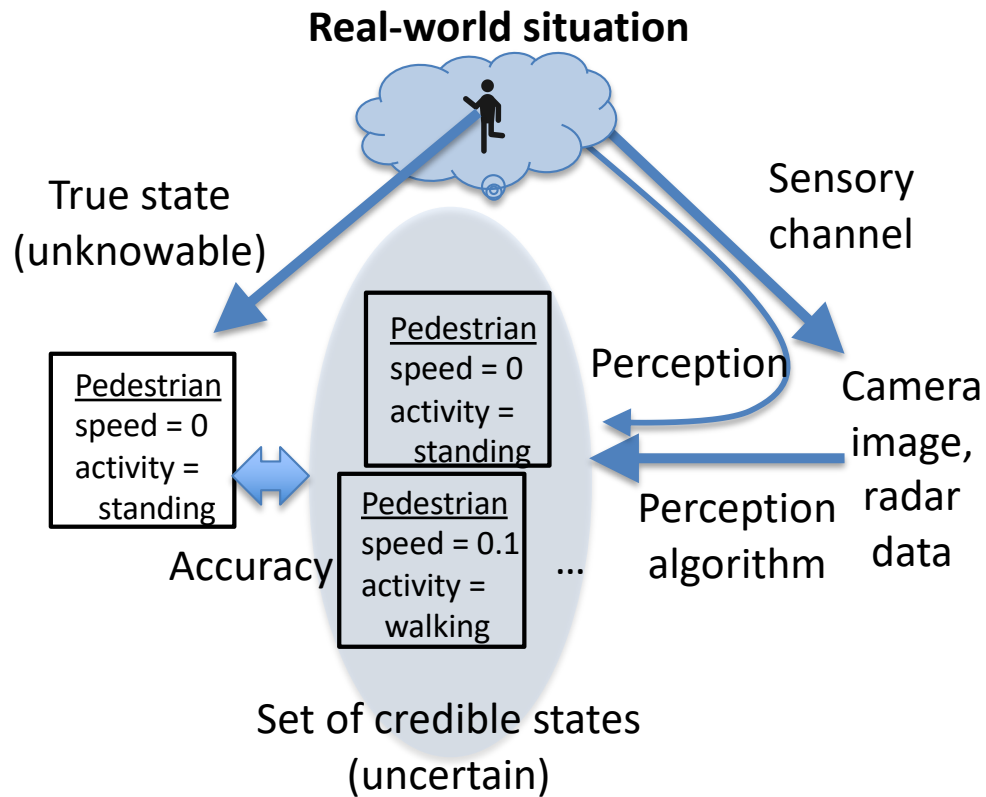 Real-world situation
True state
(unknowable)
Sensory
channel
Pedestrian
speed = 0
activity =
standing
Accuracy
Pedestrian
speed = 0
activity =
standing
Pedestrian
speed = 0.1
activity =
walking
...
Perception
Perception
algorithm
Camera
image,
radar
data
Set of credible states
(uncertain)